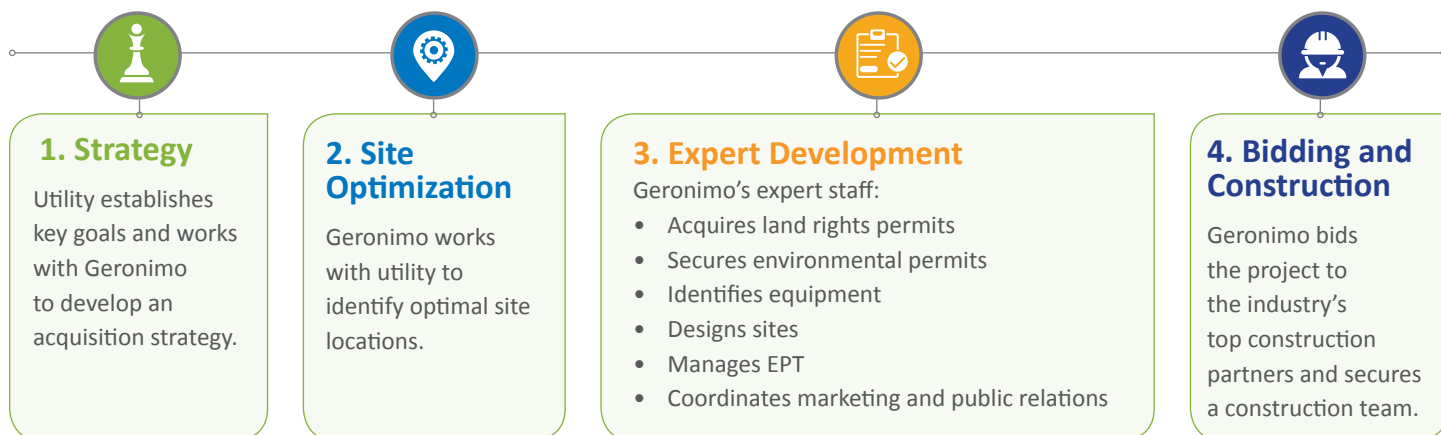 1. Strategy
Utility establishes
key goals and works
with Geronimo
to develop an
acquisition strategy.
2. Site
Optimization
Geronimo works
with utility to
identify optimal site
locations.
3. Expert Development
Geronimo’s expert staff:
• Acquires land rights permits
• Secures environmental permits
• Identifies equipment
• Designs sites
• Manages EPT
• Coordinates marketing and public relations
4. Bidding and
Construction
Geronimo bids
the project to
the industry’s
top construction
partners and secures
a construction team.